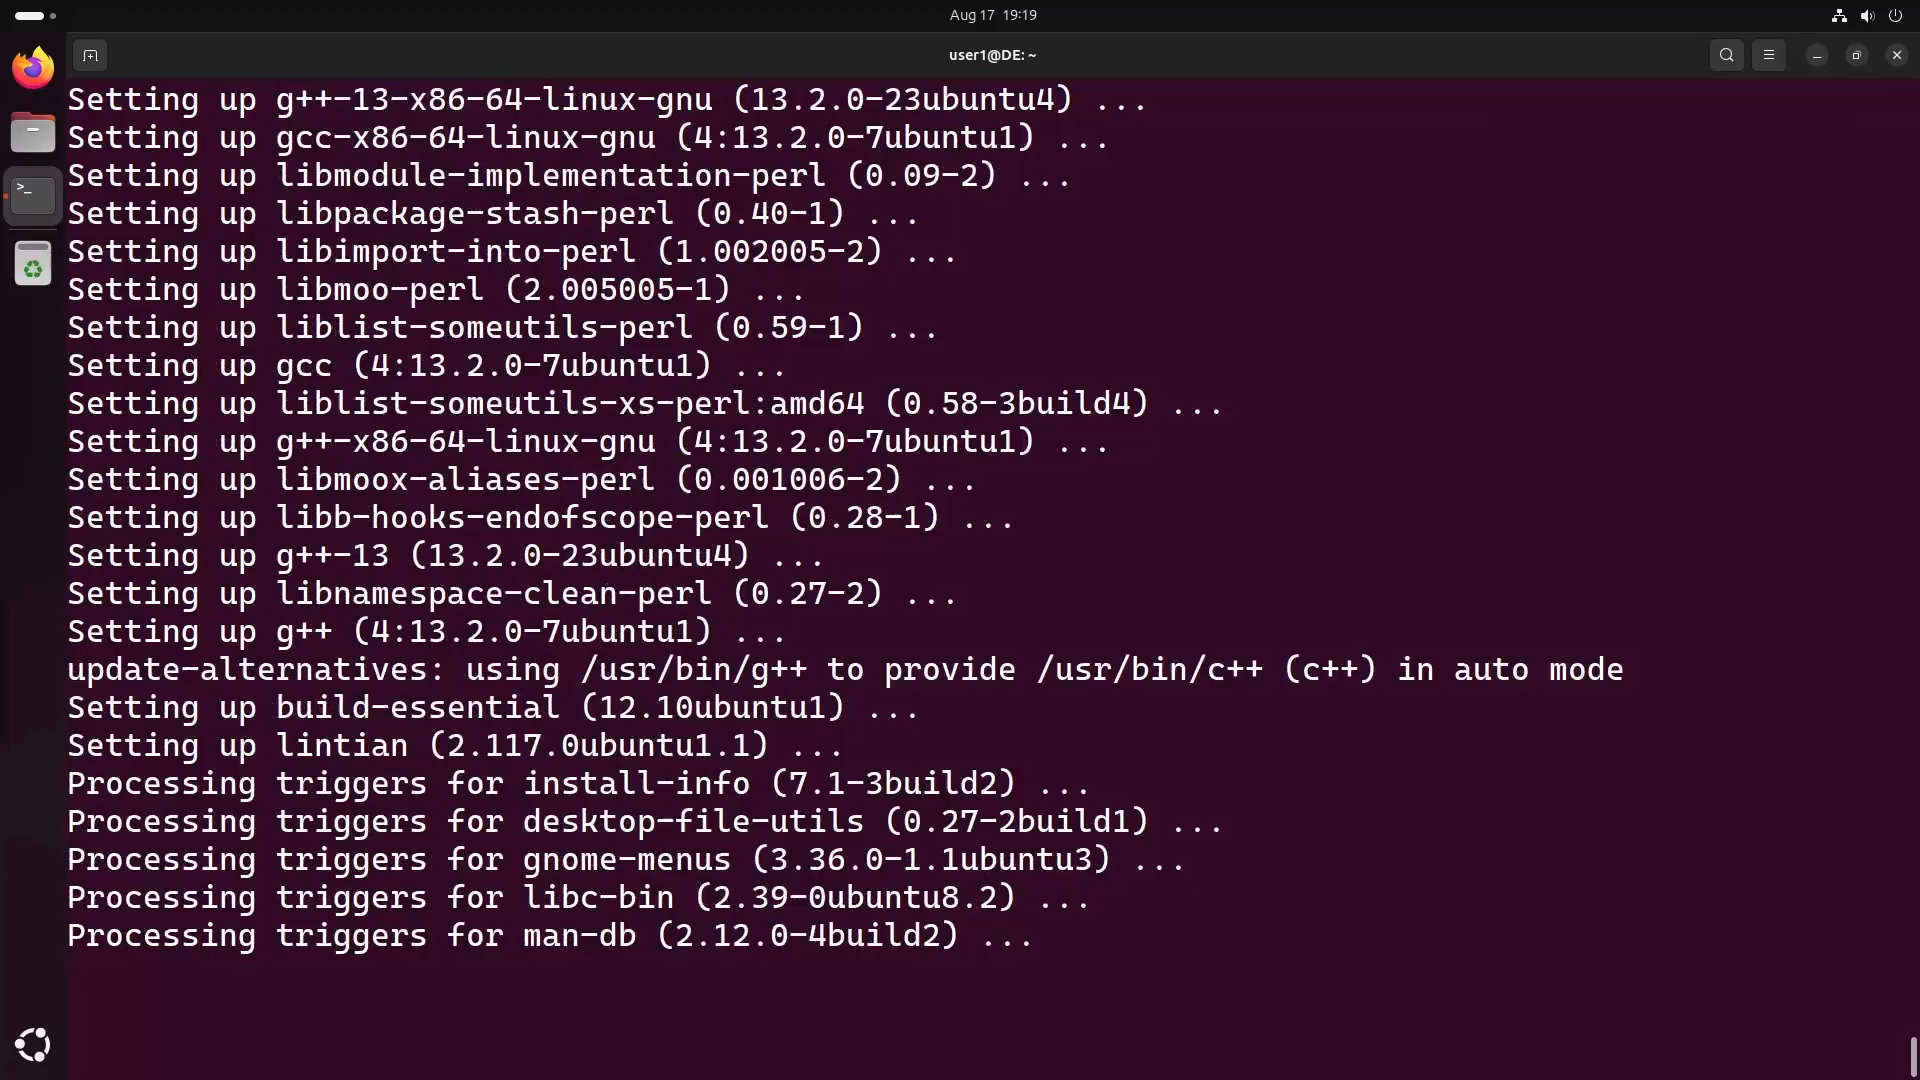 Aug 17 19:19
user1@DE: ~
Setting up g++-13-x86-64-linux-gnu (13.2.0-23ubuntu4) ...
Setting up gcc-x86-64-linux-gnu (4:13.2.0-7ubuntu1) ...
Setting up libmodule-implementation-perl (0.09-2) ...
Setting up libpackage-stash-perl (0.40-1) ...
Setting up libimport-into-perl (1.002005-2) ...
Setting up libmoo-perl (2.005005-1) ...
Setting up liblist-someutils-perl (0.59-1) ...
Setting up gcc (4:13.2.0-7ubuntu1) ...
Setting up liblist-someutils-xs-perl:amd64 (0.58-3build4) ...
Setting up g++-x86-64-linux-gnu (4:13.2.0-7ubuntu1) ...
Setting up libmoox-aliases-perl (0.001006-2) ...
Setting up libb-hooks-endofscope-perl (0.28-1) ...
Setting up g++-13 (13.2.0-23ubuntu4) ...
Setting up libnamespace-clean-perl (0.27-2) ...
Setting up g++ (4:13.2.0-7ubuntu1) ...
update-alternatives: using /usr/bin/g++ to provide /usr/bin/c++ (c++) in auto mode
Setting up build-essential (12.10ubuntu1) ...
Setting up lintian (2.117.0ubuntu1.1) ...
Processing triggers for install-info (7.1-3build2) ...
Processing triggers for desktop-file-utils (0.27-2build1) ...
Processing triggers for gnome-menus (3.36.0-1.1ubuntu3) ...
Processing triggers for libc-bin (2.39-0ubuntu8.2) ...
Processing triggers for man-db (2.12.0-4build2) ...